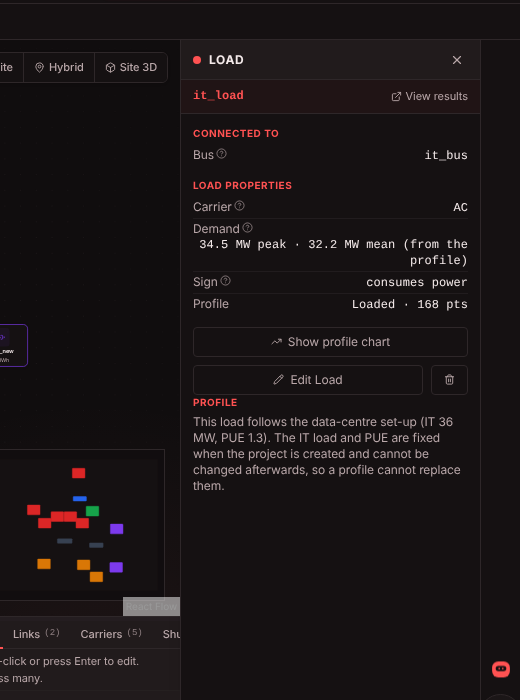 ite
Hybrid
Site 3D
LOAD
it_load
View results
CONNECTED TO
Bus
it_bus
LOAD PROPERTIES
Carrier
AC
Demand
34.5 MW peak · 32.2 MW mean (from the
profile)
Sign
consumes power
Profile
Loaded · 168 pts
Show profile chart
Edit Load
PROFILE
This load follows the data-centre set-up (IT 36
MW, PUE 1.3). The IT load and PUE are fixed
when the project is created and cannot be
changed afterwards, so a profile cannot replace
them.
_new
Wh
React Flow
Links (2)
Carriers (5)
Shu
-click or press Enter to edit.
ss many.